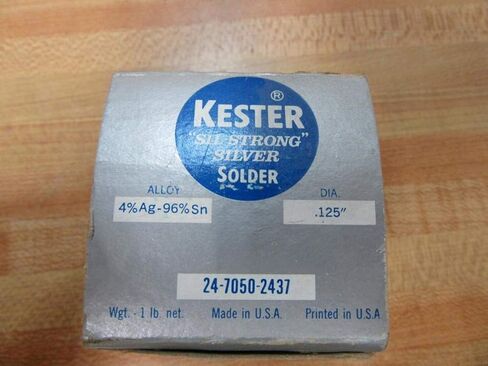 KESTER ®
"SIL-STRONG"
SILVER
SOLDER
ALLOY DIA.
4%Ag-96%Sn .125"
24-7050-2437
Wgt. - 1 lb. net. Made in U.S.A. Printed in U.S.A